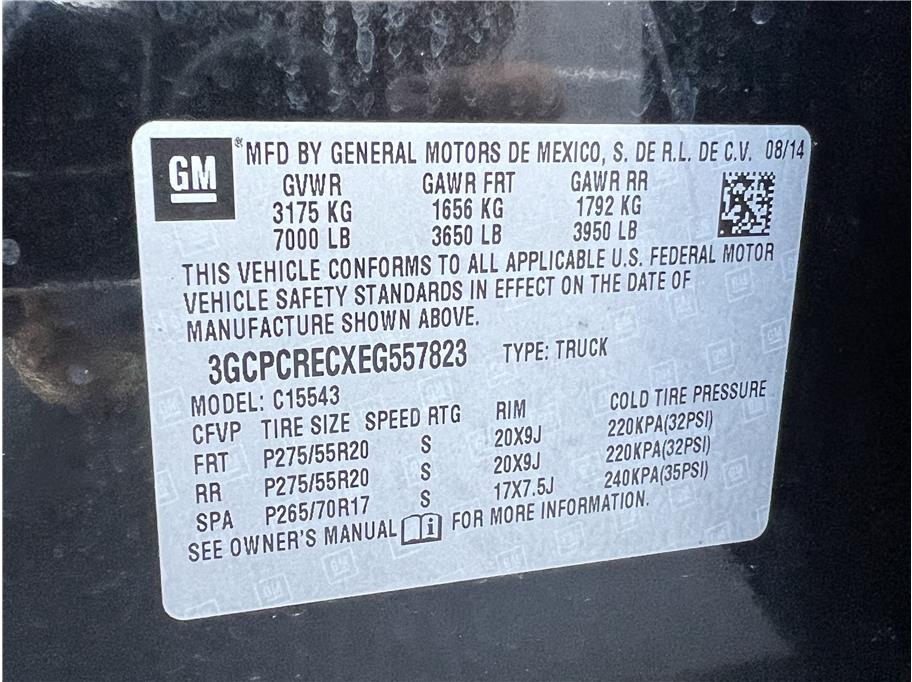 GM ® MFD BY GENERAL MOTORS DE MEXICO, S. DE R.L. DE C.V. 08/14
GVWR GAWR FRT GAWR RR
3175 KG 1656 KG 1792 KG
7000 LB 3650 LB 3950 LB
THIS VEHICLE CONFORMS TO ALL APPLICABLE U.S. FEDERAL MOTOR
VEHICLE SAFETY STANDARDS IN EFFECT ON THE DATE OF
MANUFACTURE SHOWN ABOVE.
3GCPCRECXEG557823 TYPE: TRUCK
MODEL: C15543
CFVP TIRE SIZE SPEED RTG RIM COLD TIRE PRESSURE
FRT P275/55R20 S 20X9J 220KPA(32PSI)
RR P275/55R20 S 20X9J 220KPA(32PSI)
SPA P265/70R17 S 17X7.5J 240KPA(35PSI)
SEE OWNER'S MANUAL FOR MORE INFORMATION.